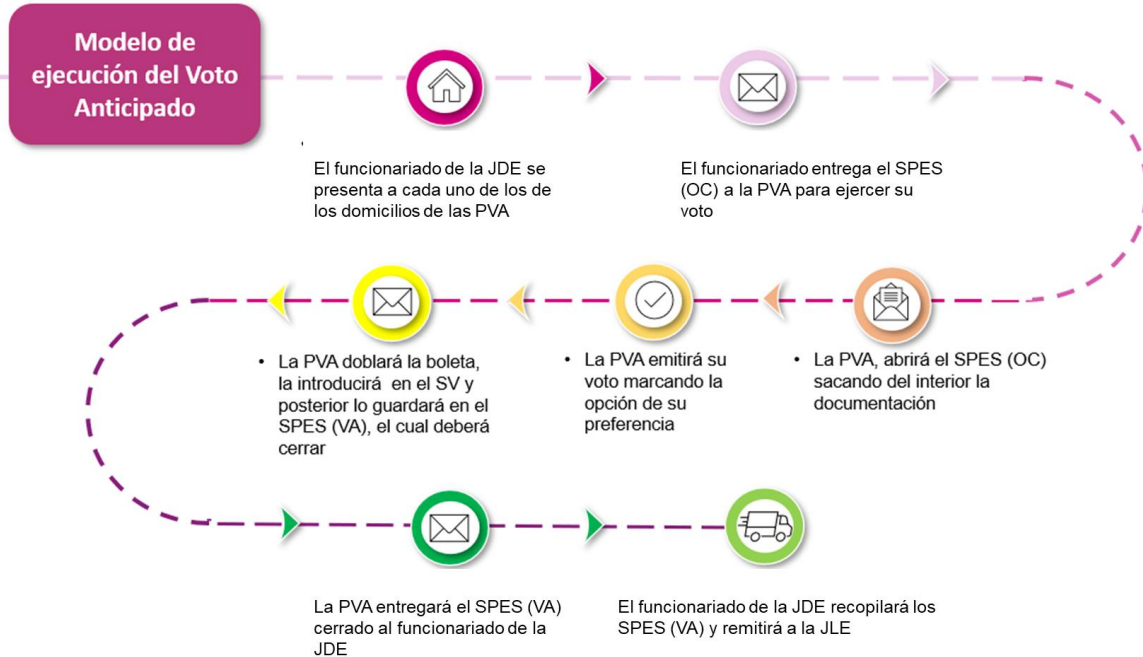 Modelo de
ejecución del Voto
Anticipado
El funcionariado de la JDE se
presenta a cada uno de los de
los domicilios de las PVA
El funcionariado entrega el SPES
(OC) a la PVA para ejercer su
voto
• La PVA, abrirá el SPES (OC)
sacando del interior la
documentación
• La PVA emitirá su
voto marcando la
opción de su
preferencia
• La PVA doblará la boleta,
la introducirá en el SV y
posterior lo guardará en el
SPES (VA), el cual deberá
cerrar
La PVA entregará el SPES (VA)
cerrado al funcionariado de la
JDE
El funcionariado de la JDE recopilará los
SPES (VA) y remitirá a la JLE